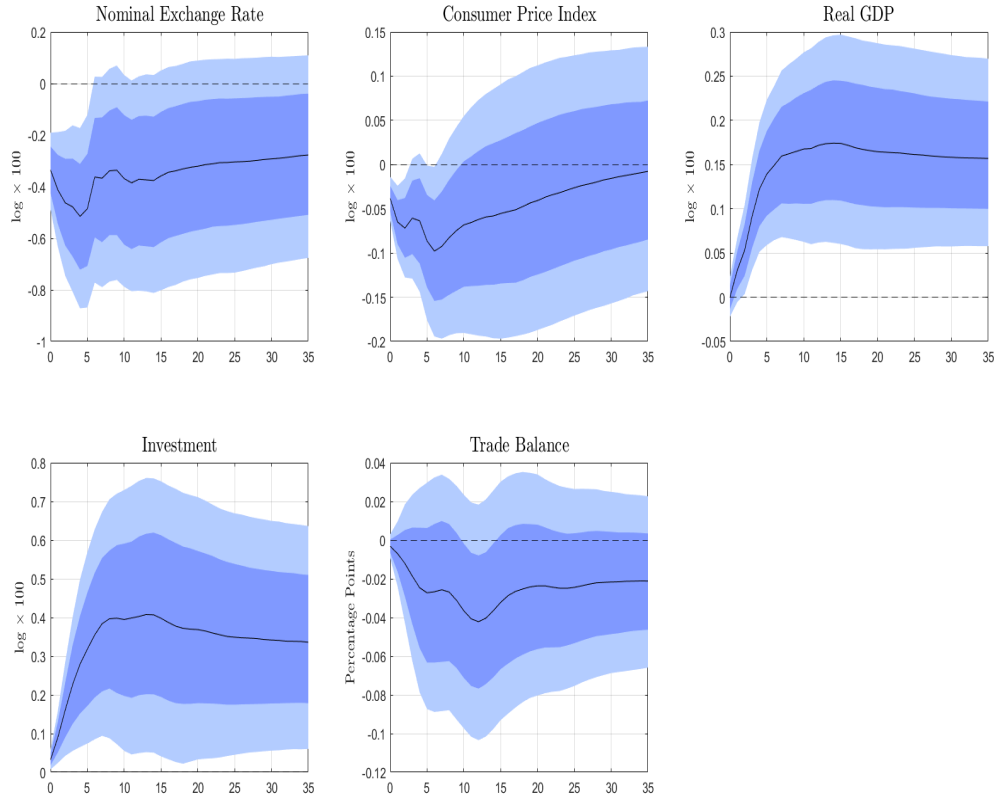 Nominal Exchange Rate
log × 100
0.2
0
-0.2
-0.4
-0.6
-0.8
-1
0 5 10 15 20 25 30 35
Consumer Price Index
log × 100
0.15
0.1
0.05
0
-0.05
-0.1
-0.15
-0.2
0 5 10 15 20 25 30 35
Real GDP
log × 100
0.3
0.25
0.2
0.15
0.1
0.05
0
-0.05
0 5 10 15 20 25 30 35
Investment
log × 100
0.8
0.7
0.6
0.5
0.4
0.3
0.2
0.1
0
0 5 10 15 20 25 30 35
Trade Balance
Percentage Points
0.04
0.02
0
-0.02
-0.04
-0.06
-0.08
-0.1
-0.12
0 5 10 15 20 25 30 35